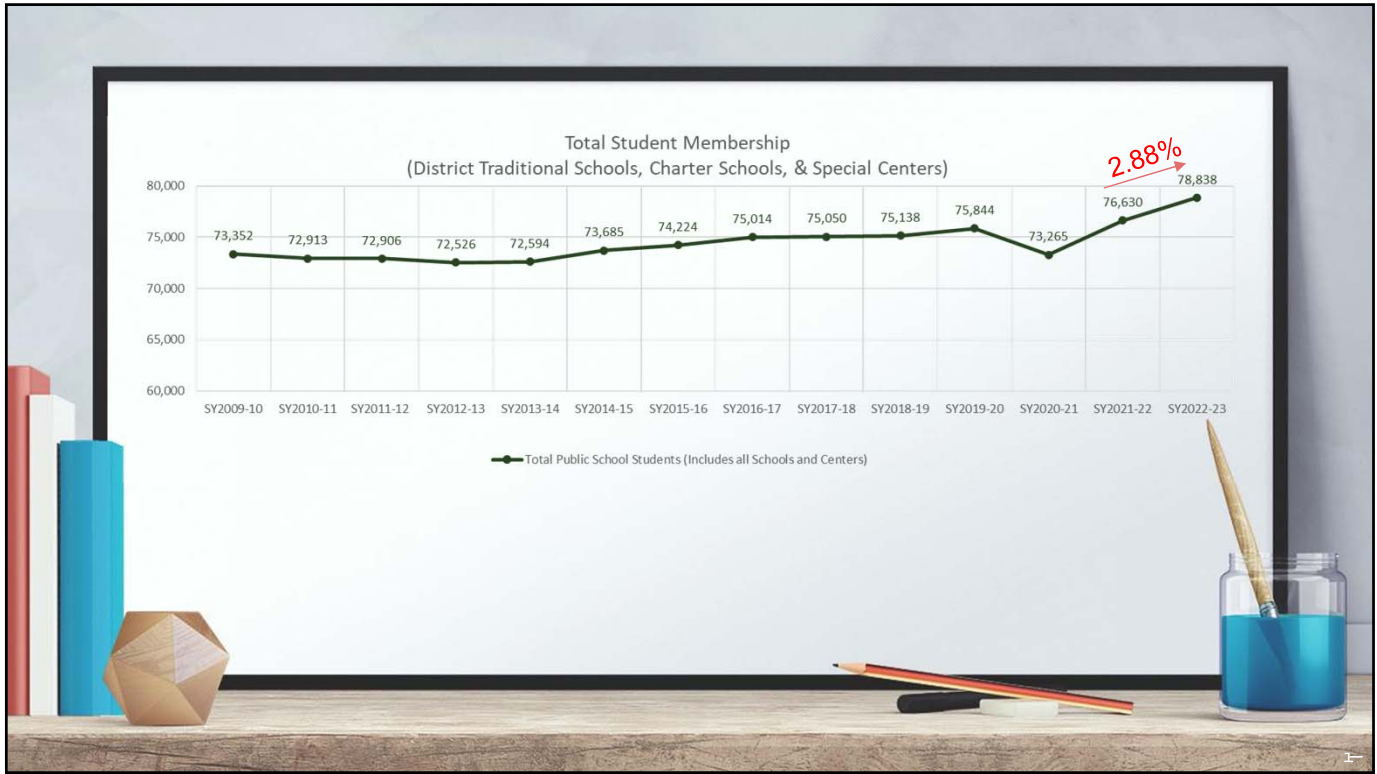 Total Student Membership
(District Traditional Schools, Charter Schools, & Special Centers)
2.88%
80,000
75,000
70,000
65,000
60,000
73,352
72,913
72,906
72,526
72,594
73,685
74,224
75,014
75,050
75,138
75,844
73,265
76,630
78,838
SY2009-10
SY2010-11
SY2011-12
SY2012-13
SY2013-14
SY2014-15
SY2015-16
SY2016-17
SY2017-18
SY2018-19
SY2019-20
SY2020-21
SY2021-22
SY2022-23
Total Public School Students (Includes all Schools and Centers)
1